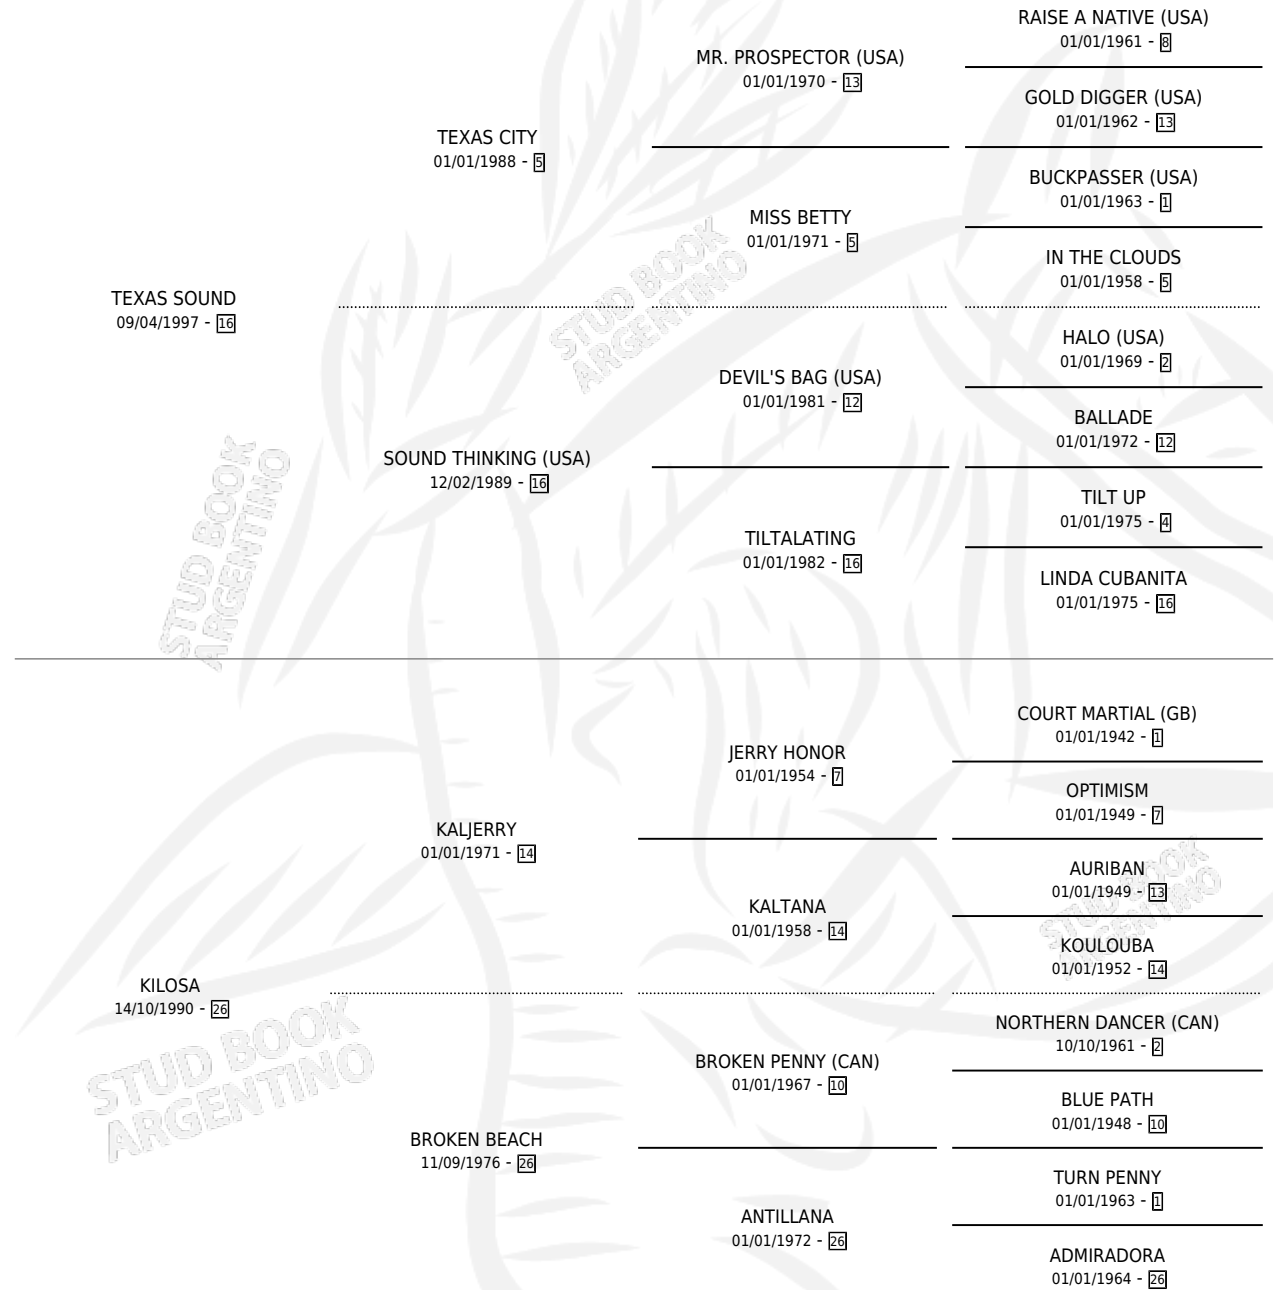 RAISE A NATIVE (USA)
01/01/1961 - 8
MR. PROSPECTOR (USA)
01/01/1970 - 13
GOLD DIGGER (USA)
01/01/1962 - 13
TEXAS CITY
01/01/1988 - 5
BUCKPASSER (USA)
01/01/1963 - 1
MISS BETTY
01/01/1971 - 5
IN THE CLOUDS
01/01/1958 - 5
TEXAS SOUND
09/04/1997 - 16
HALO (USA)
01/01/1969 - 2
DEVIL'S BAG (USA)
01/01/1981 - 12
BALLADE
01/01/1972 - 12
SOUND THINKING (USA)
12/02/1989 - 16
TILT UP
01/01/1975 - 4
TILTALATING
01/01/1982 - 16
LINDA CUBANITA
01/01/1975 - 16
COURT MARTIAL (GB)
01/01/1942 - 1
JERRY HONOR
01/01/1954 - 7
OPTIMISM
01/01/1949 - 7
KALJERRY
01/01/1971 - 14
AURIBAN
01/01/1949 - 13
KALTANA
01/01/1958 - 14
KOULOUBA
01/01/1952 - 14
KILOSA
14/10/1990 - 26
NORTHERN DANCER (CAN)
10/10/1961 - 2
BROKEN PENNY (CAN)
01/01/1967 - 10
BLUE PATH
01/01/1948 - 10
BROKEN BEACH
11/09/1976 - 26
TURN PENNY
01/01/1963 - 1
ANTILLANA
01/01/1972 - 26
ADMIRADORA
01/01/1964 - 26
STUD BOOK
ARGENTINO
STUD BOOK
ARGENTINO
STUD BOOK
ARGENTINO
STUD BOOK
ARGENTINO